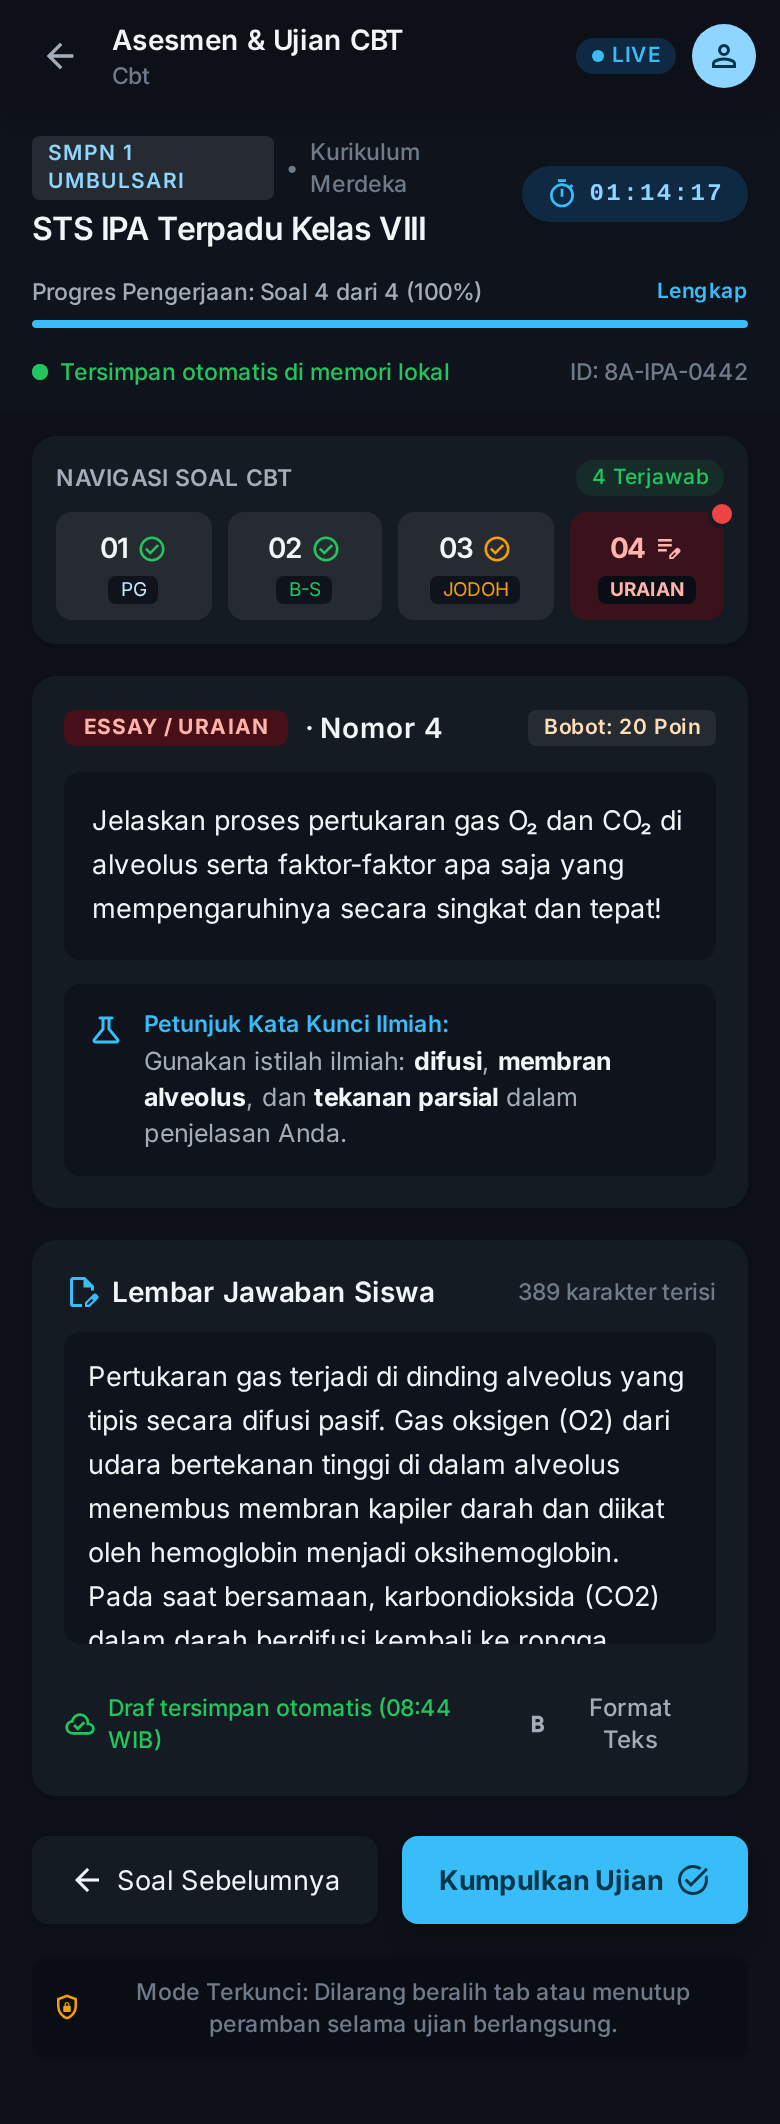 Asesmen & Ujian CBT
Cbt
LIVE
SMPN 1
UMBULSARI
• Kurikulum
Merdeka
01:14:17
STS IPA Terpadu Kelas VIII
Progres Pengerjaan: Soal 4 dari 4 (100%)
Lengkap
Tersimpan otomatis di memori lokal
ID: 8A-IPA-0442
NAVIGASI SOAL CBT
4 Terjawab
01
PG
02
B-S
03
JODOH
04
URAIAN
ESSAY / URAIAN
· Nomor 4
Bobot: 20 Poin
Jelaskan proses pertukaran gas O₂ dan CO₂ di
alveolus serta faktor-faktor apa saja yang
mempengaruhinya secara singkat dan tepat!
Petunjuk Kata Kunci Ilmiah:
Gunakan istilah ilmiah: difusi, membran
alveolus, dan tekanan parsial dalam
penjelasan Anda.
Lembar Jawaban Siswa
389 karakter terisi
Pertukaran gas terjadi di dinding alveolus yang
tipis secara difusi pasif. Gas oksigen (O2) dari
udara bertekanan tinggi di dalam alveolus
menembus membran kapiler darah dan diikat
oleh hemoglobin menjadi oksihemoglobin.
Pada saat bersamaan, karbondioksida (CO2)
dalam darah berdifusi kembali ke rongga
Draf tersimpan otomatis (08:44
WIB)
B
Format
Teks
Soal Sebelumnya
Kumpulkan Ujian
Mode Terkunci: Dilarang beralih tab atau menutup
peramban selama ujian berlangsung.